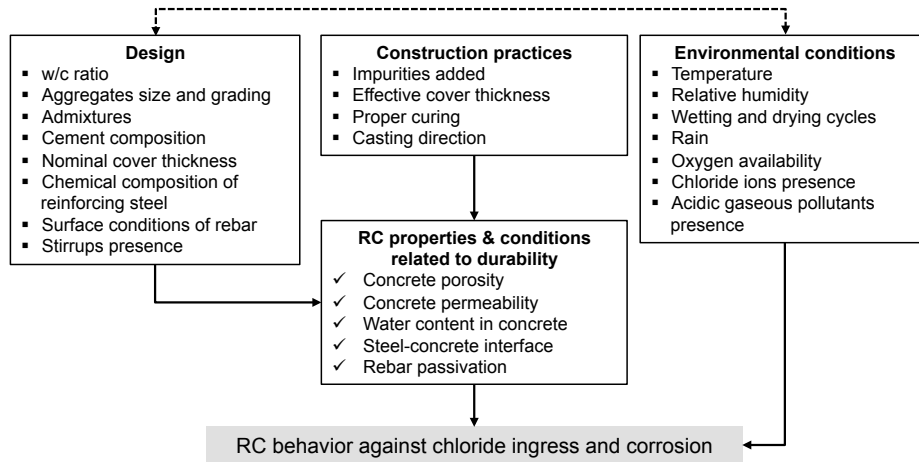 Design
w/c ratio
Aggregates size and grading
Admixtures
Cement composition
Nominal cover thickness
Chemical composition of
reinforcing steel
Surface conditions of rebar
Stirrups presence
Construction practices
Impurities added
Effective cover thickness
Proper curing
Casting direction
Environmental conditions
Temperature
Relative humidity
Wetting and drying cycles
Rain
Oxygen availability
Chloride ions presence
Acidic gaseous pollutants
presence
RC properties & conditions
related to durability
Concrete porosity
Concrete permeability
Water content in concrete
Steel-concrete interface
Rebar passivation
RC behavior against chloride ingress and corrosion